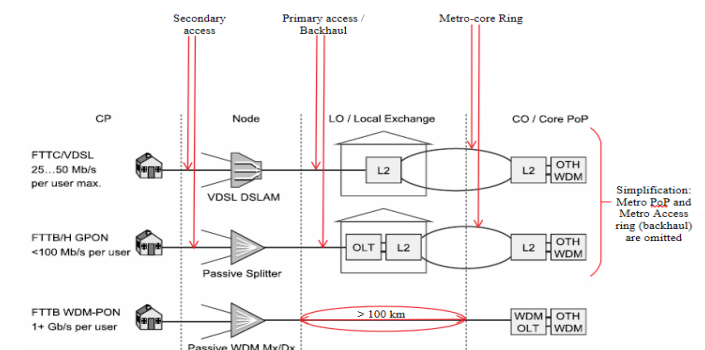 Secondary
access
Primary access /
Backhaul
Metro-core Ring
CP
Node
LO / Local Exchange
CO / Core PoP
FTTC/VDSL
25...50 Mb/s
per user max.
VDSL DSLAM
L2
L2
OTH
WDM
Simplification:
Metro PoP and
Metro Access
ring (backhaul)
are omitted
FTTB/H GPON
<100 Mb/s per user
Passive Splitter
OLT
L2
L2
OTH
WDM
FTTB WDM-PON
1+ Gb/s per user
Passive WDM Mx/Dx
> 100 km
WDM
OLT
OTH
WDM